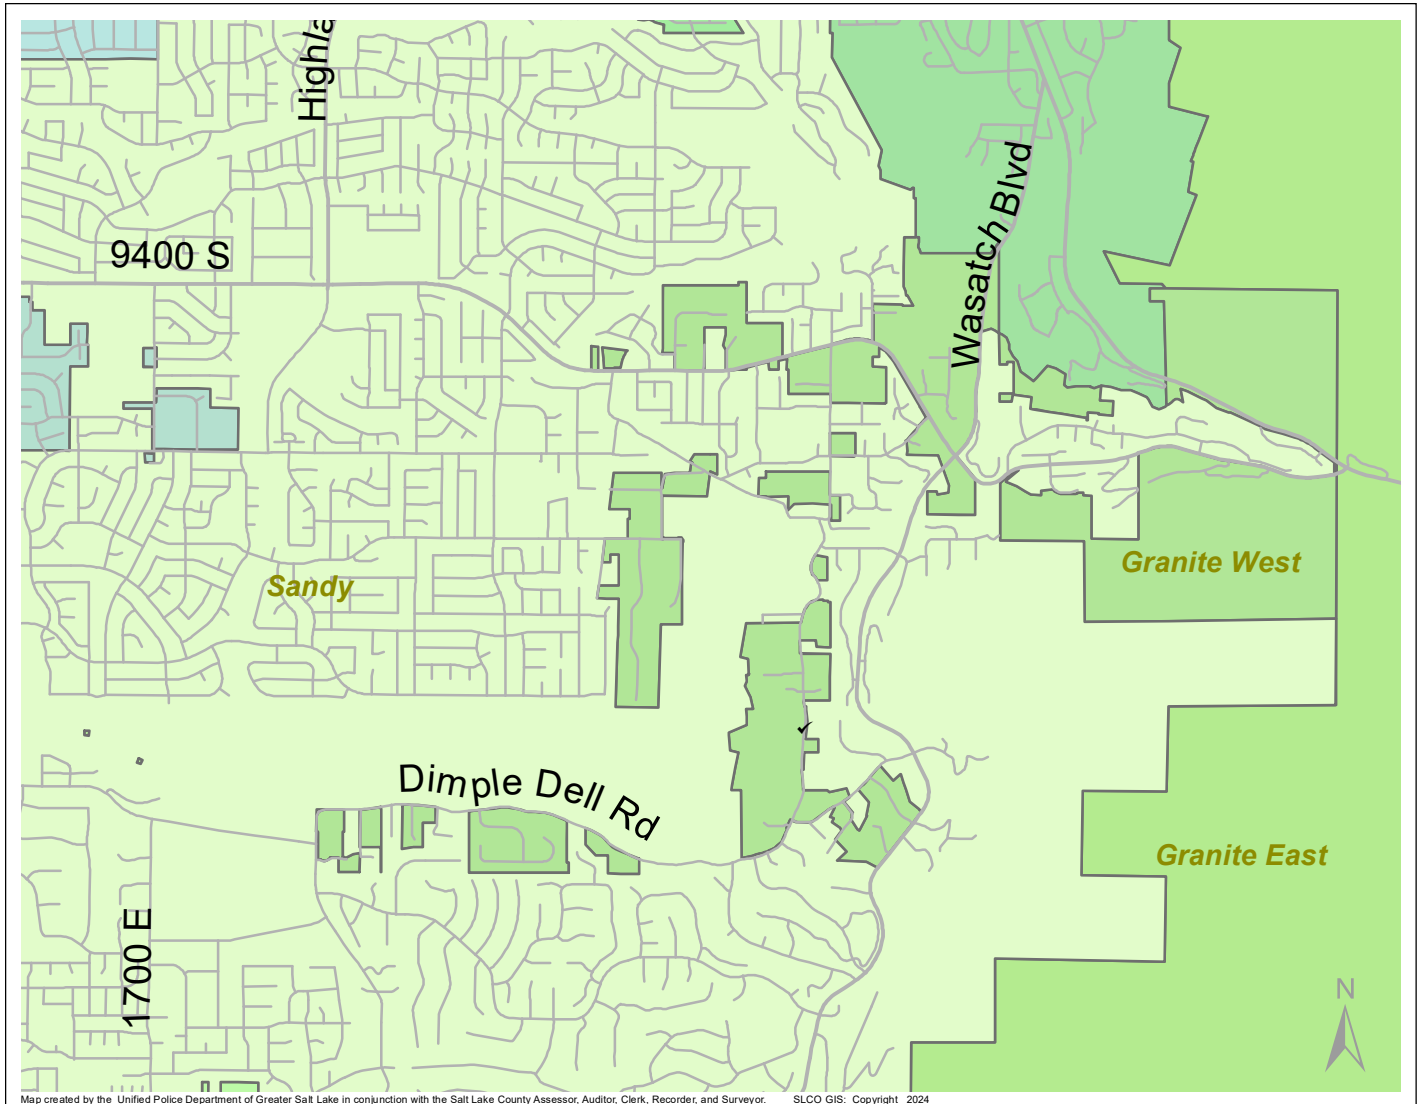 Highla
Wasatch Blvd
9400 S
Granite West
Sandy
Dimple Dell Rd
Granite East
1700 E
N
Map created by the Unified Police Department of Greater Salt Lake in conjunction with the Salt Lake County Assessor, Auditor, Clerk, Recorder, and Surveyor. SLCO GIS: Copyright 2024